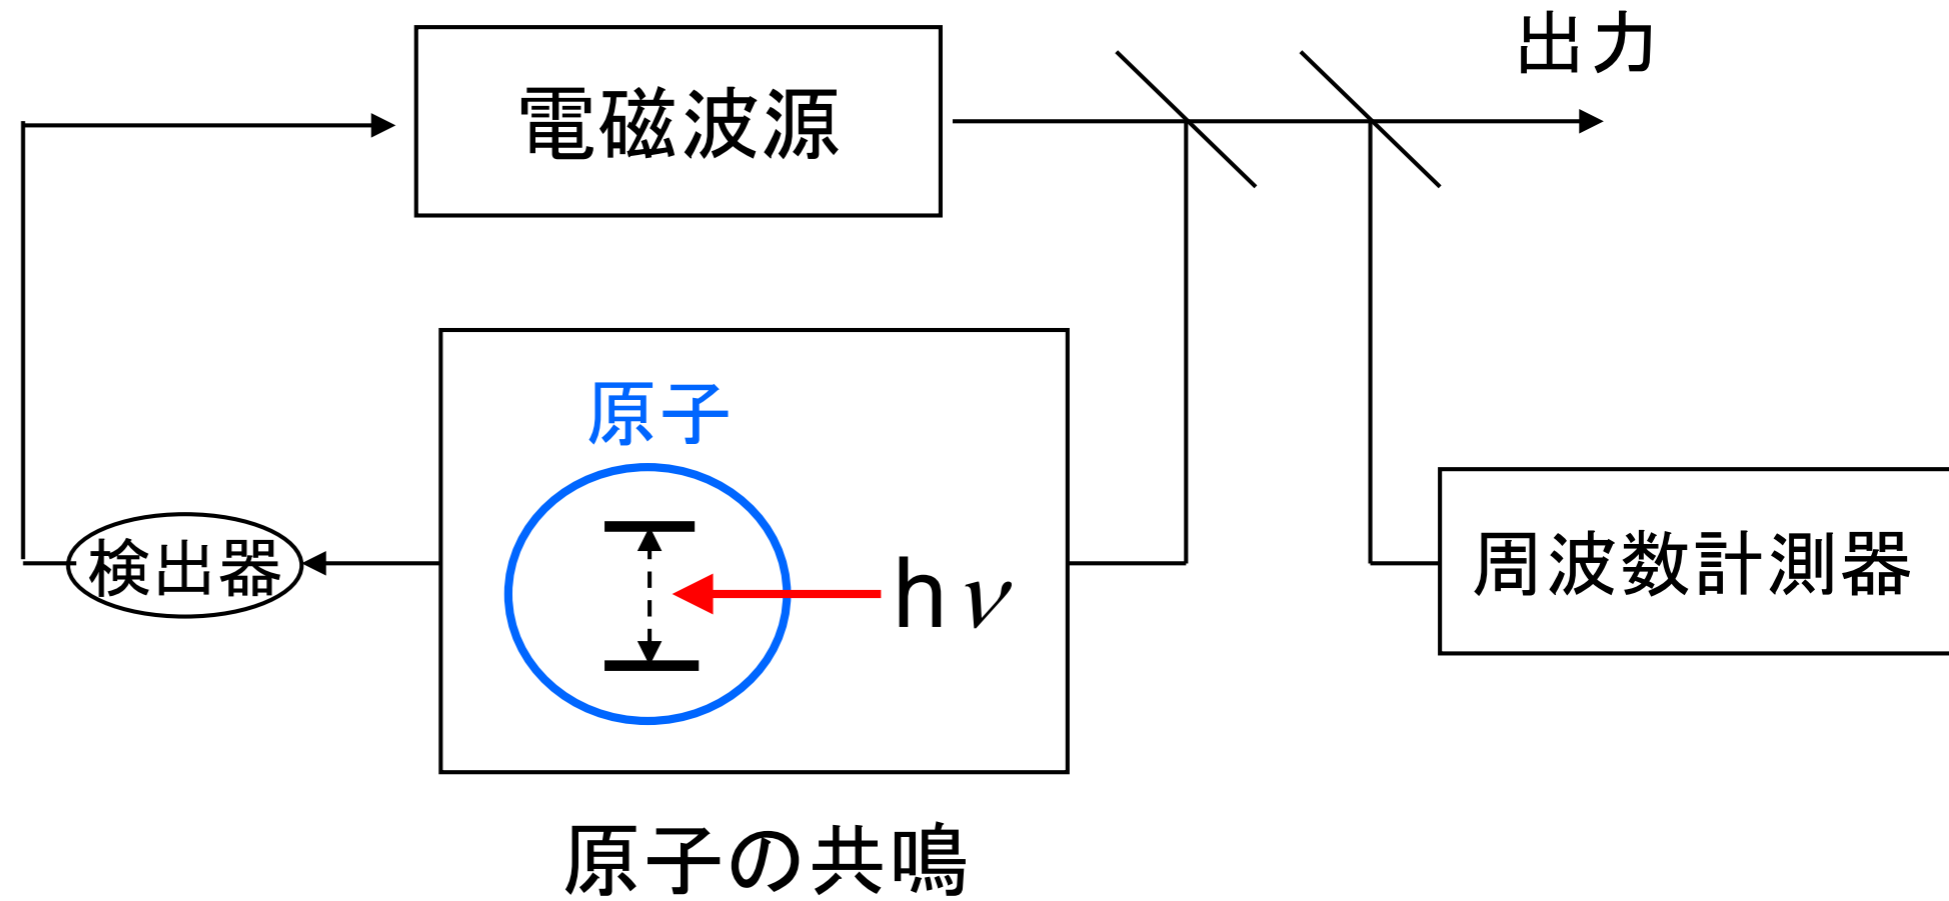 出力
電磁波源
原子
hν
検出器
周波数計測器
原子の共鳴